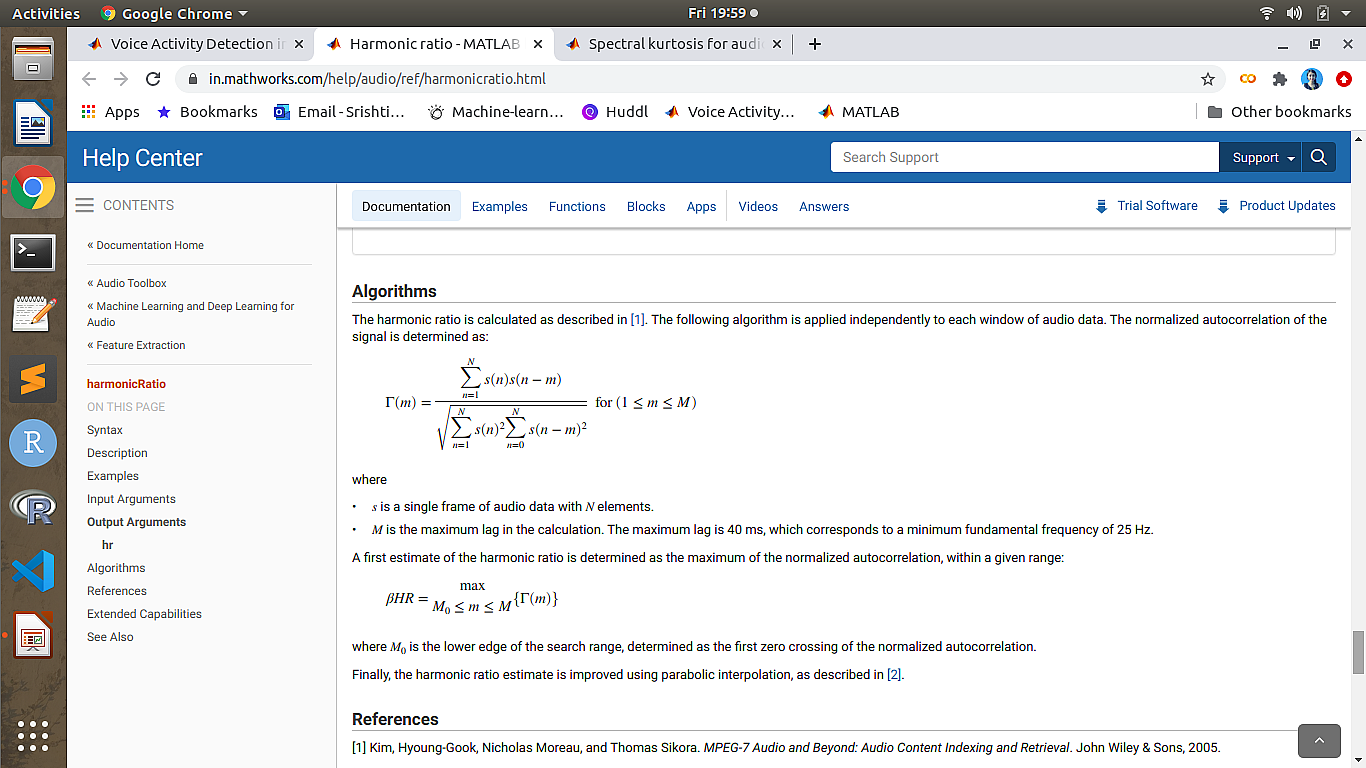 Activities Google Chrome Fri 19:59
Voice Activity Detection in Harmonic ratio - MATLAB Spectral kurtosis for audi
in.mathworks.com/help/audio/ref/harmonicratio.html
Apps Bookmarks Email - Srishti... Machine-learn... Huddl Voice Activity... MATLAB Other bookmarks
Help Center Search Support Support
CONTENTS
« Documentation Home
« Audio Toolbox
« Machine Learning and Deep Learning for
Audio
« Feature Extraction
harmonicRatio
ON THIS PAGE
Syntax
Description
Examples
Input Arguments
Output Arguments
hr
Algorithms
References
Extended Capabilities
See Also
Documentation Examples Functions Blocks Apps Videos Answers Trial Software Product Updates
Algorithms
The harmonic ratio is calculated as described in [1]. The following algorithm is applied independently to each window of audio data. The normalized autocorrelation of the
signal is determined as:
N
∑ s(n)s(n − m)
n=1
Γ(m) = for (1 ≤ m ≤ M)
N N
√ ∑ s(n)² ∑ s(n − m)²
n=1 n=0
where
• s is a single frame of audio data with N elements.
• M is the maximum lag in the calculation. The maximum lag is 40 ms, which corresponds to a minimum fundamental frequency of 25 Hz.
A first estimate of the harmonic ratio is determined as the maximum of the normalized autocorrelation, within a given range:
max
βHR = M₀ ≤ m ≤ M {Γ(m)}
where M₀ is the lower edge of the search range, determined as the first zero crossing of the normalized autocorrelation.
Finally, the harmonic ratio estimate is improved using parabolic interpolation, as described in [2].
References
[1] Kim, Hyoung-Gook, Nicholas Moreau, and Thomas Sikora. MPEG-7 Audio and Beyond: Audio Content Indexing and Retrieval. John Wiley & Sons, 2005.